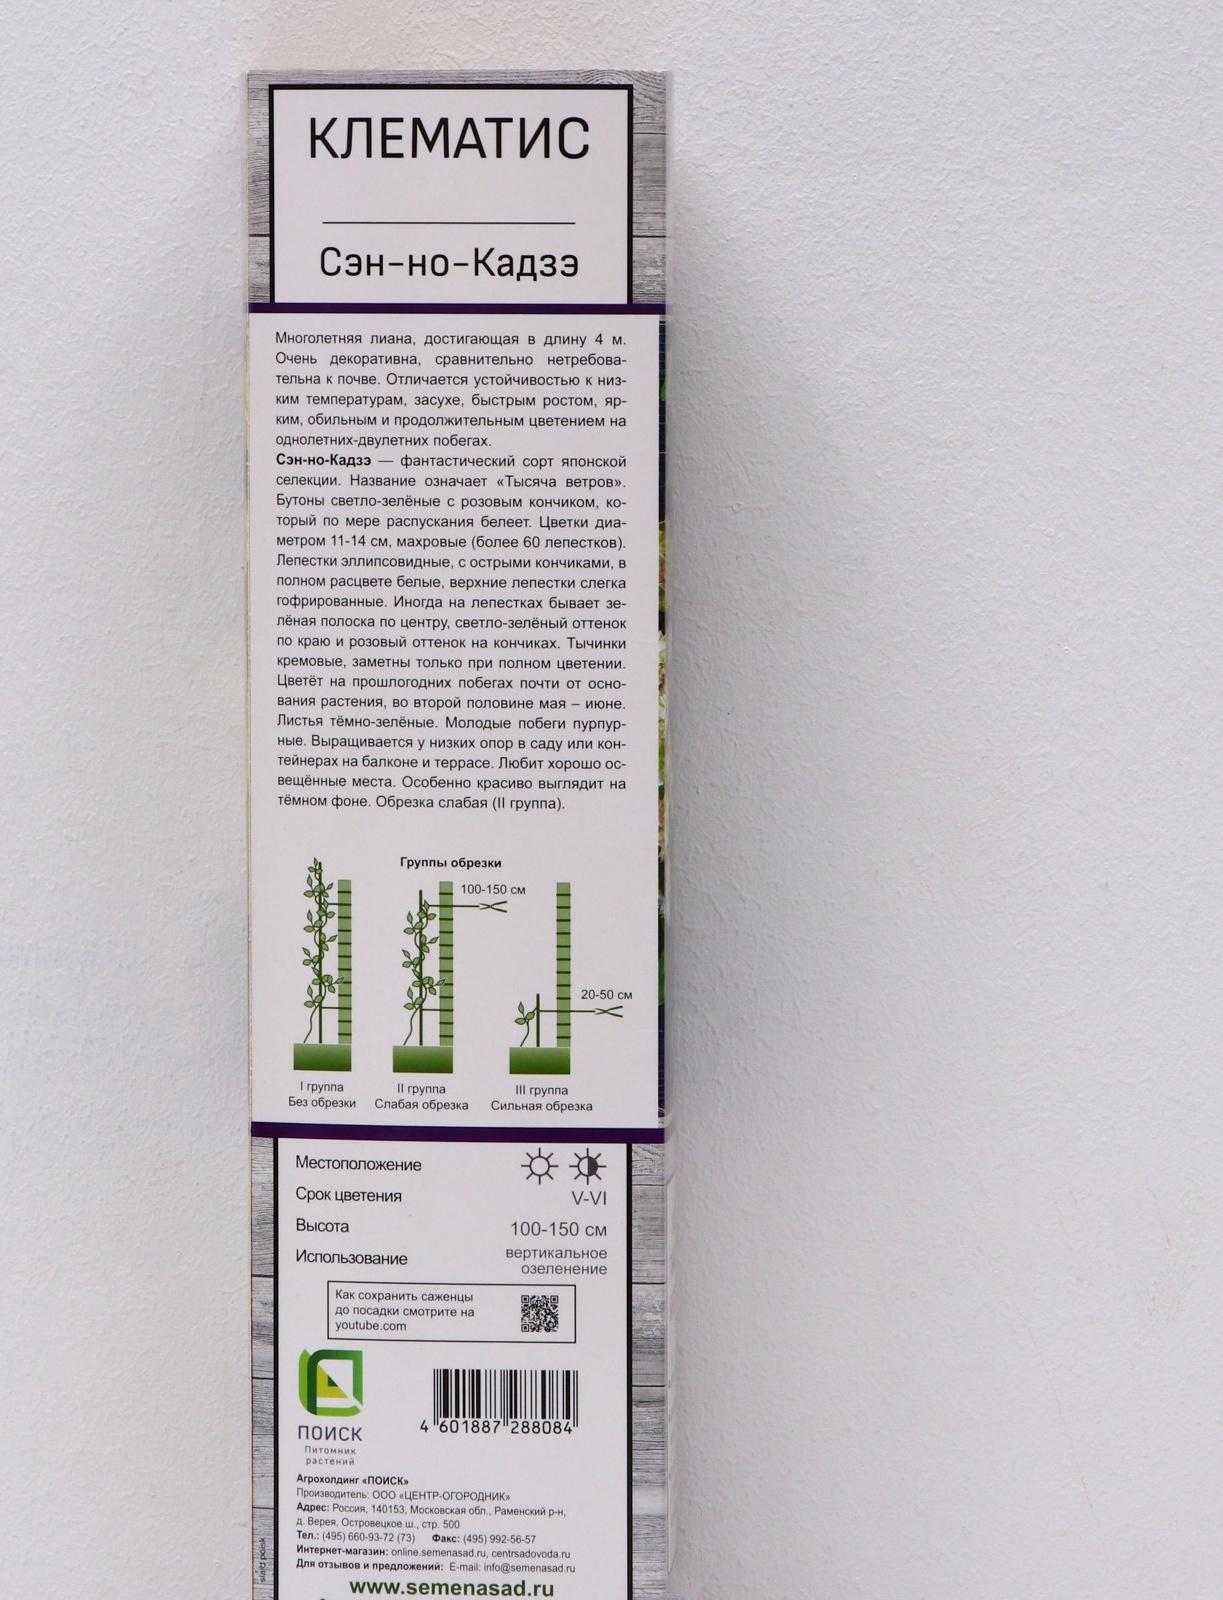 КЛЕМАТИС
Сэн-но-Кадзэ
Многолетняя лиана, достигающая в длину 4 м.
Очень декоративна, сравнительно нетребова-
тельна к почве. Отличается устойчивостью к низ-
ким температурам, засухе, быстрым ростом, яр-
ким, обильным и продолжительным цветением на
однолетних-двулетних побегах.
Сэн-но-Кадзэ — фантастический сорт японской
селекции. Название означает «Тысяча ветров».
Бутоны светло-зелёные с розовым кончиком, ко-
торый по мере распускания белеет. Цветки диа-
метром 11-14 см, махровые (более 60 лепестков).
Лепестки эллипсовидные, с острыми кончиками, в
полном расцвете белые, верхние лепестки слегка
гофрированные. Иногда на лепестках бывает зе-
лёная полоска по центру, светло-зелёный оттенок
по краю и розовый оттенок на кончиках. Тычинки
кремовые, заметны только при полном цветении.
Цветёт на прошлогодних побегах почти от осно-
вания растения, во второй половине мая – июне.
Листья тёмно-зелёные. Молодые побеги пурпур-
ные. Выращивается у низких опор в саду или кон-
тейнерах на балконе и террасе. Любит хорошо ос-
вещённые места. Особенно красиво выглядит на
тёмном фоне. Обрезка слабая (II группа).
Группы обрезки
100-150 см
20-50 см
I группа II группа III группа
Без обрезки Слабая обрезка Сильная обрезка
Местоположение
Срок цветения V-VI
Высота 100-150 см
Использование вертикальное
озеленение
Как сохранить саженцы
до посадки смотрите на
youtube.com
4 601887 288084
ПОИСК
Питомник
растений
Агрохолдинг «ПОИСК»
Производитель: ООО «ЦЕНТР-ОГОРОДНИК»
Адрес: Россия, 140153, Московская обл., Раменский р-н,
д. Верея, Островецкое ш., стр. 500
Тел.: (495) 660-93-72 (73) Факс: (495) 992-56-57
Интернет-магазин: online.semenasad.ru, centrsadovoda.ru
Для отзывов и предложений: E-mail: info@semenasad.ru
www.semenasad.ru